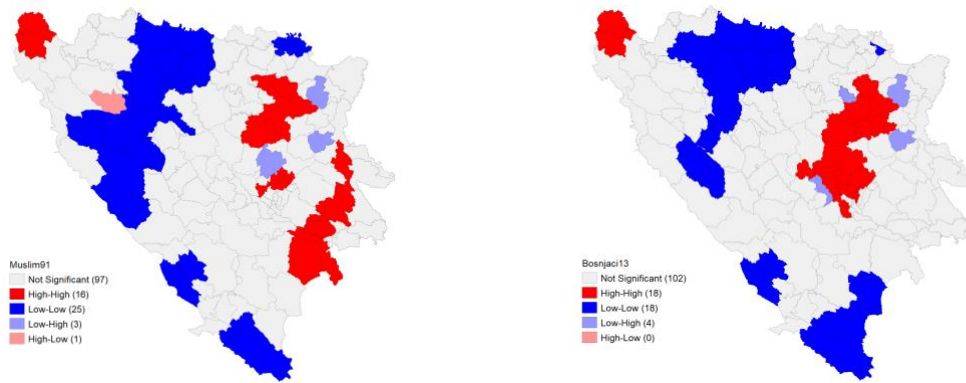 Muslim91
Not Significant (97)
High-High (16)
Low-Low (25)
Low-High (3)
High-Low (1)
Bosnjaci13
Not Significant (102)
High-High (18)
Low-Low (18)
Low-High (4)
High-Low (0)